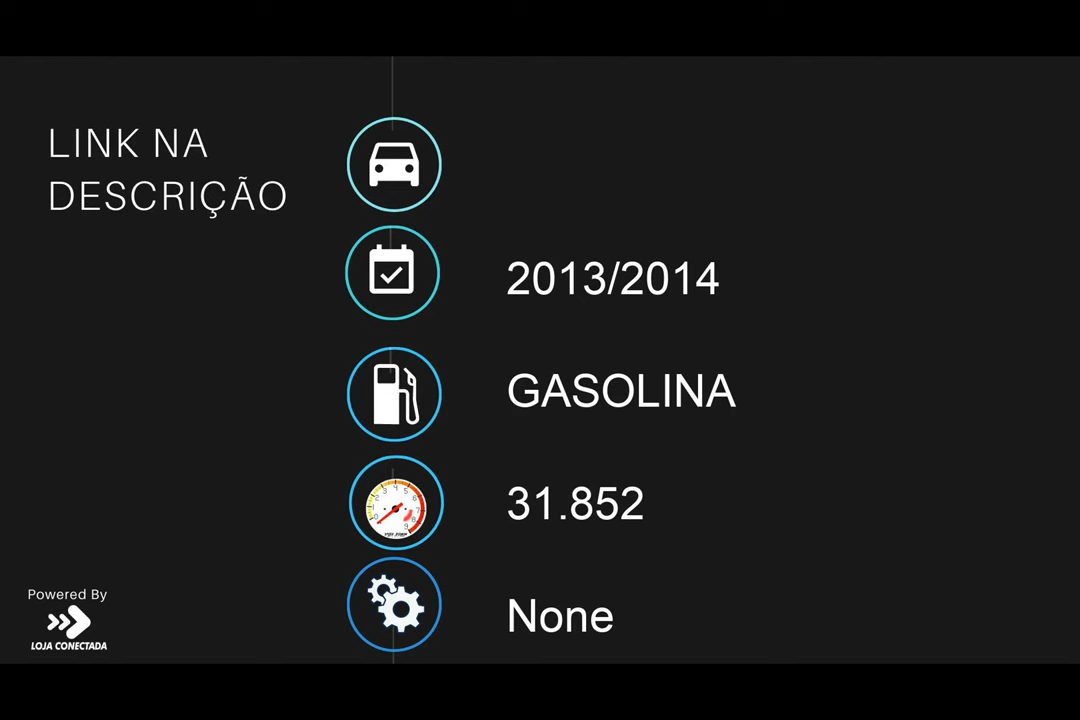 LINK NA
DESCRIÇÃO
2013/2014
GASOLINA
31.852
None
Powered By
LOJA CONECTADA